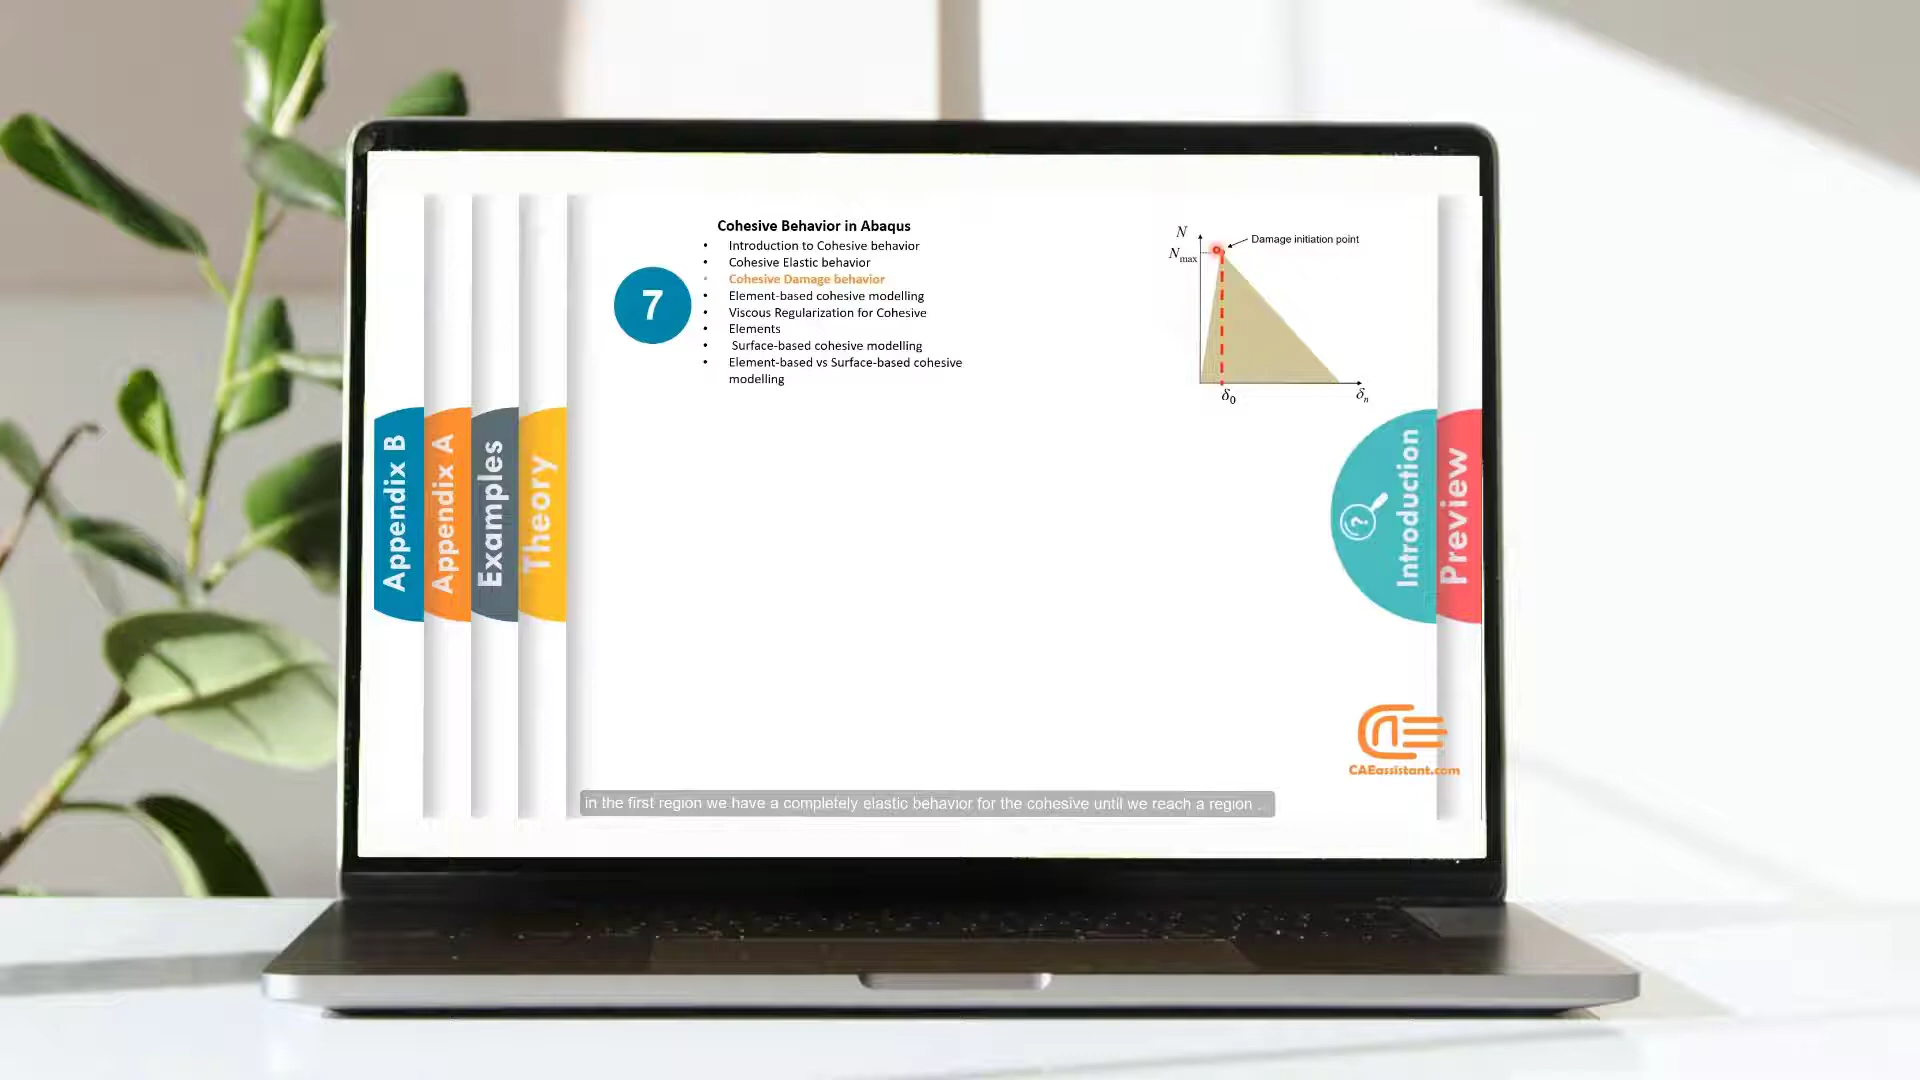 Cohesive Behavior in Abaqus
• Introduction to Cohesive behavior
• Cohesive Elastic behavior
• Cohesive Damage behavior
• Element-based cohesive modelling
• Viscous Regularization for Cohesive
• Elements
• Surface-based cohesive modelling
• Element-based vs Surface-based cohesive
modelling
7
N
Nmax
Damage initiation point
δ0
δn
Appendix B
Appendix A
Examples
Theory
Introduction
Preview
?
CAEassistant.com
in the first region we have a completely elastic behavior for the cohesive until we reach a region ..